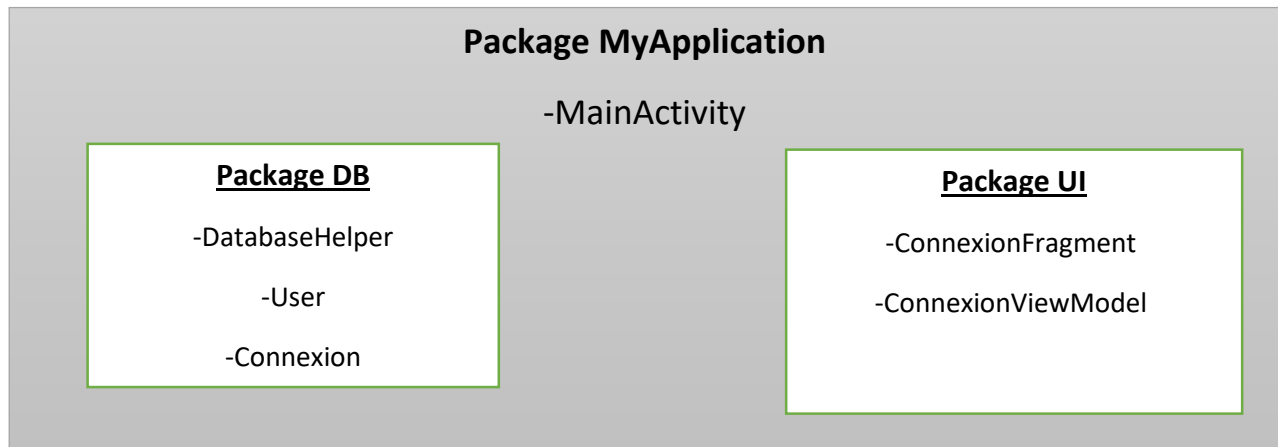 Package MyApplication
-MainActivity
Package DB
-DatabaseHelper
-User
-Connexion
Package UI
-ConnexionFragment
-ConnexionViewModel